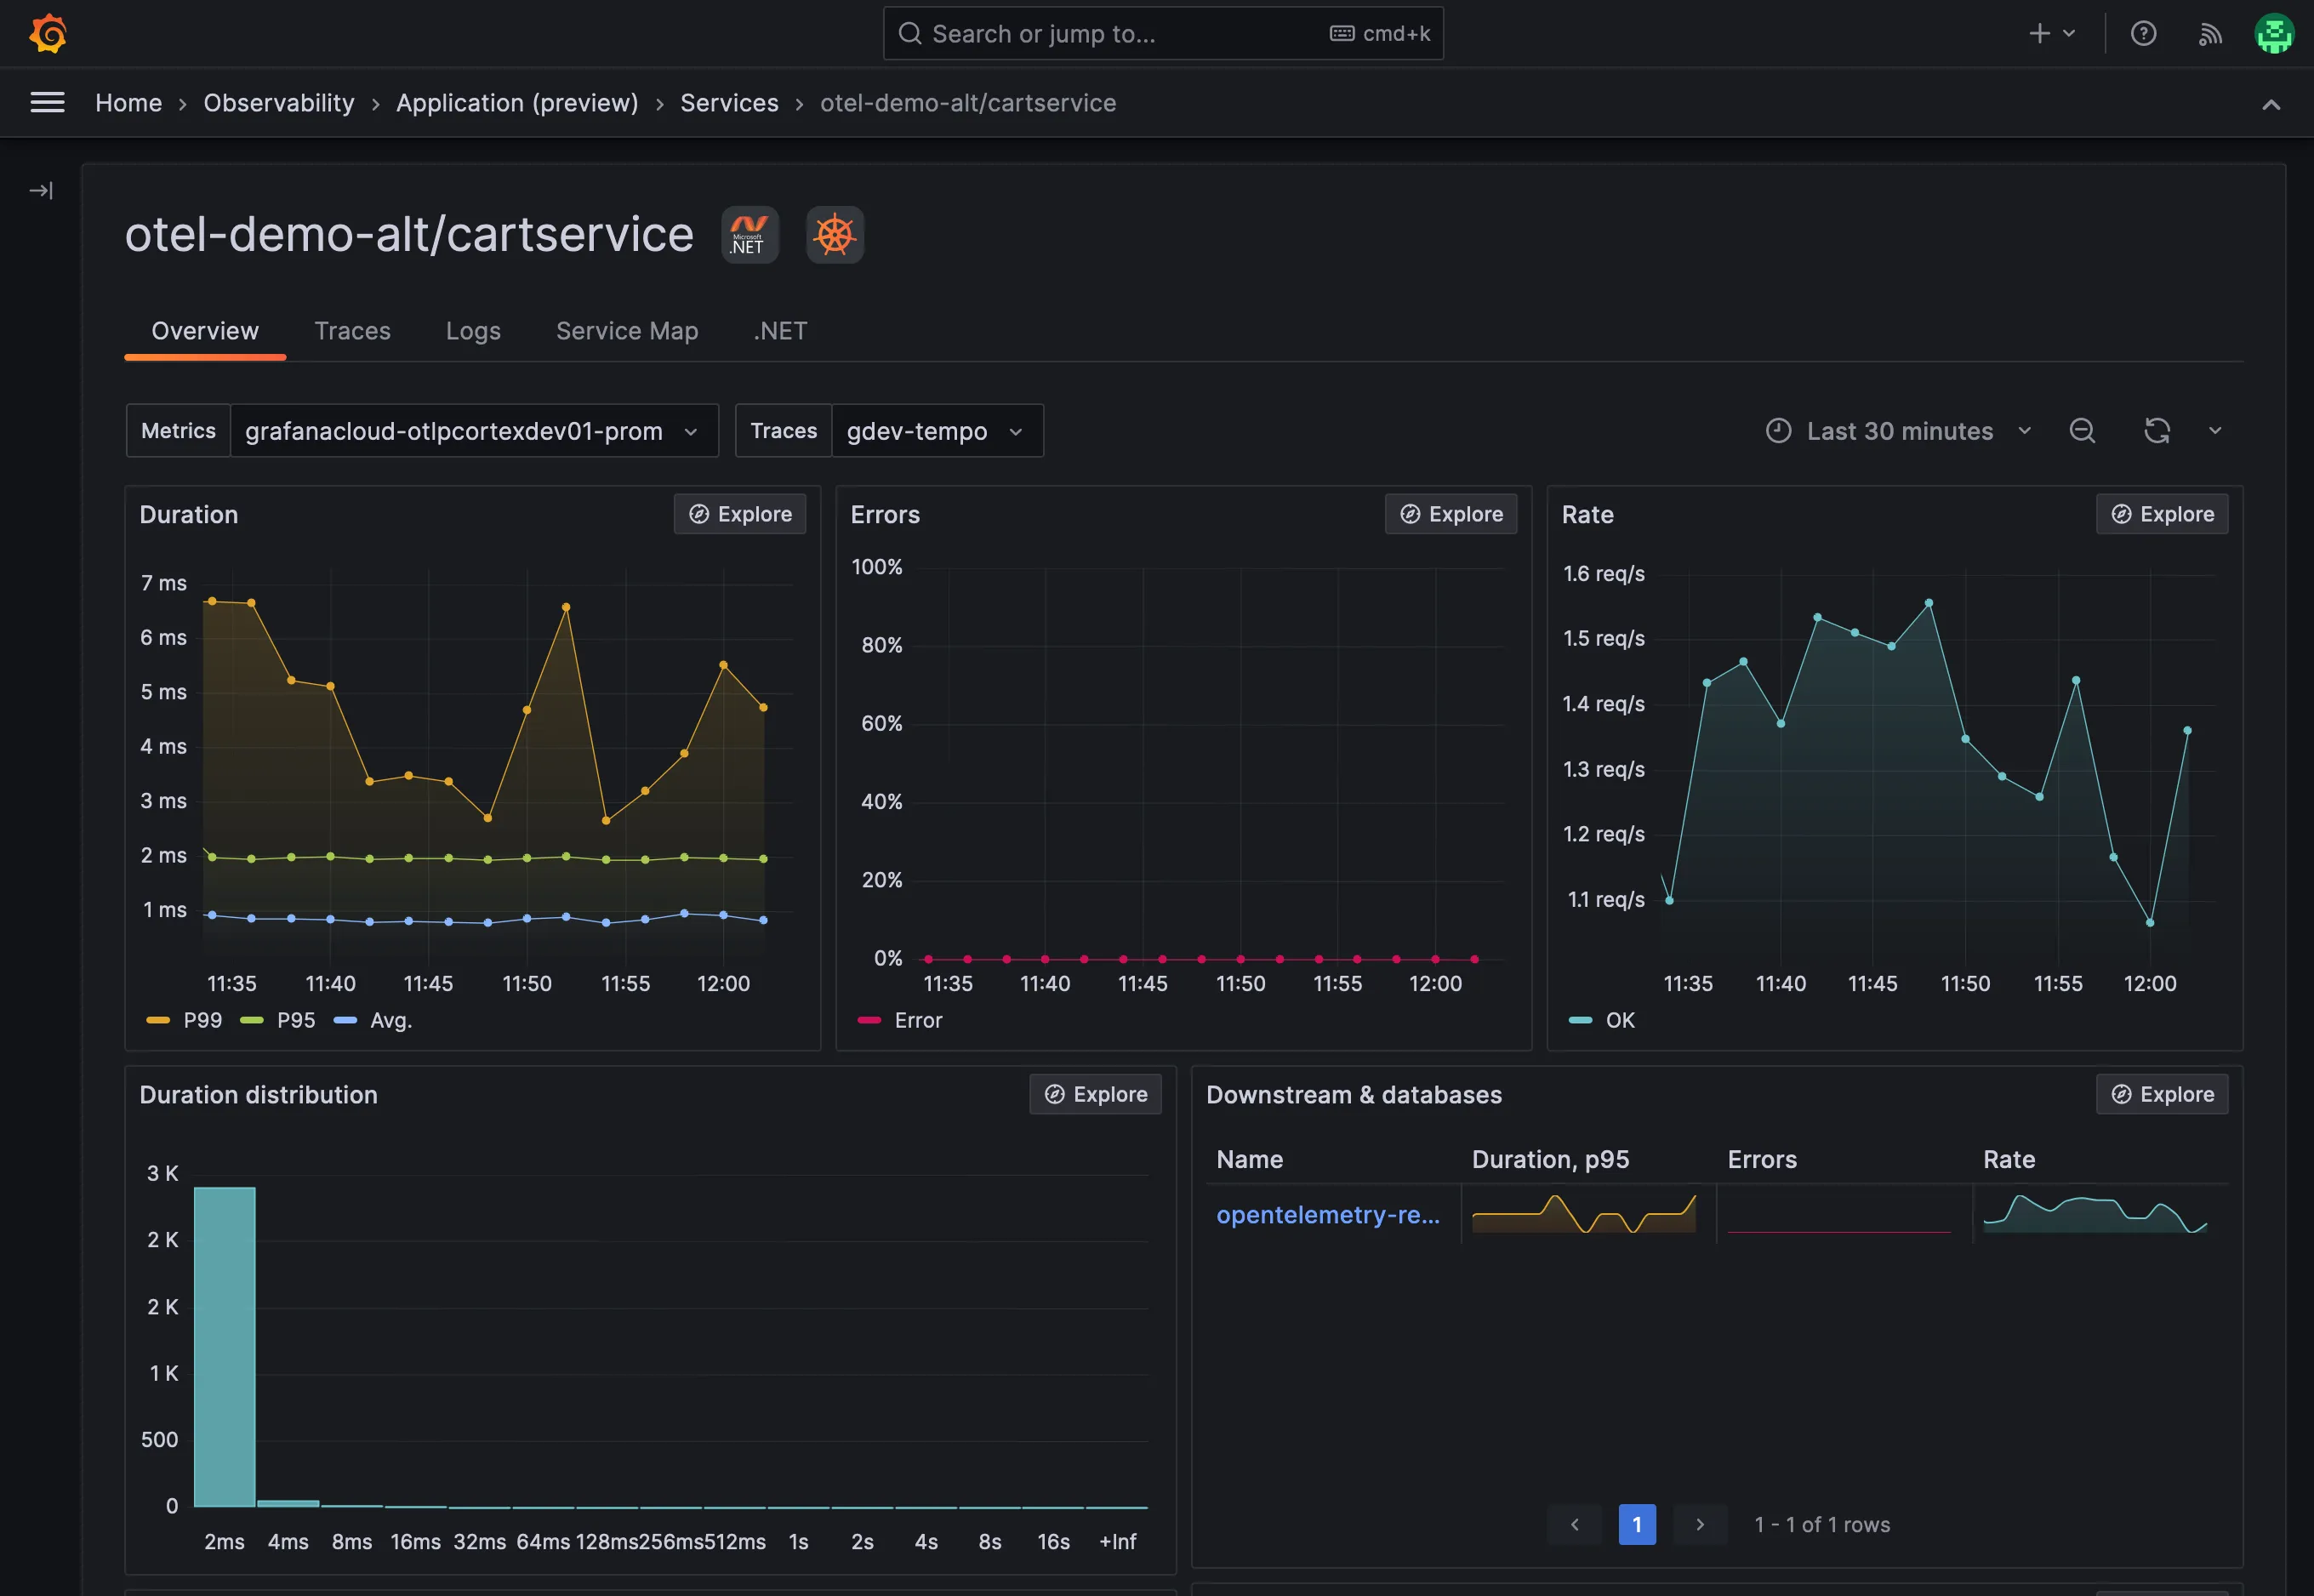 Search or jump to... cmd+k
Home › Observability › Application (preview) › Services › otel-demo-alt/cartservice
otel-demo-alt/cartservice
Microsoft
.NET
Overview Traces Logs Service Map .NET
Metrics grafanacloud-otlpcortexdev01-prom Traces gdev-tempo Last 30 minutes
Duration Explore
7 ms
6 ms
5 ms
4 ms
3 ms
2 ms
1 ms
11:35 11:40 11:45 11:50 11:55 12:00
P99 P95 Avg.
Errors Explore
100%
80%
60%
40%
20%
0%
11:35 11:40 11:45 11:50 11:55 12:00
Error
Rate Explore
1.6 req/s
1.5 req/s
1.4 req/s
1.3 req/s
1.2 req/s
1.1 req/s
11:35 11:40 11:45 11:50 11:55 12:00
OK
Duration distribution Explore
3 K
2 K
2 K
1 K
500
0
2ms 4ms 8ms 16ms 32ms 64ms 128ms 256ms 512ms 1s 2s 4s 8s 16s +Inf
Downstream & databases Explore
Name Duration, p95 Errors Rate
opentelemetry-re...
1
1 - 1 of 1 rows